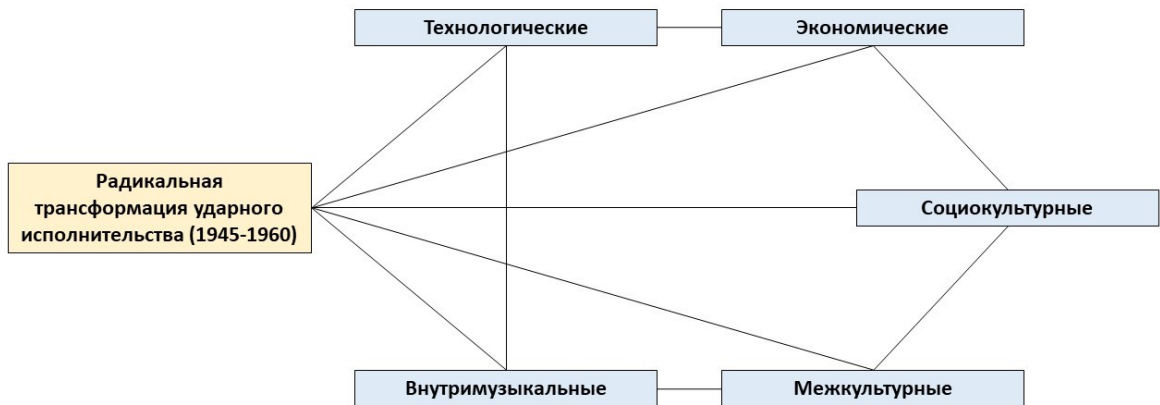 Технологические
Экономические
Радикальная
трансформация ударного
исполнительства (1945-1960)
Социокультурные
Внутримузыкальные
Межкультурные